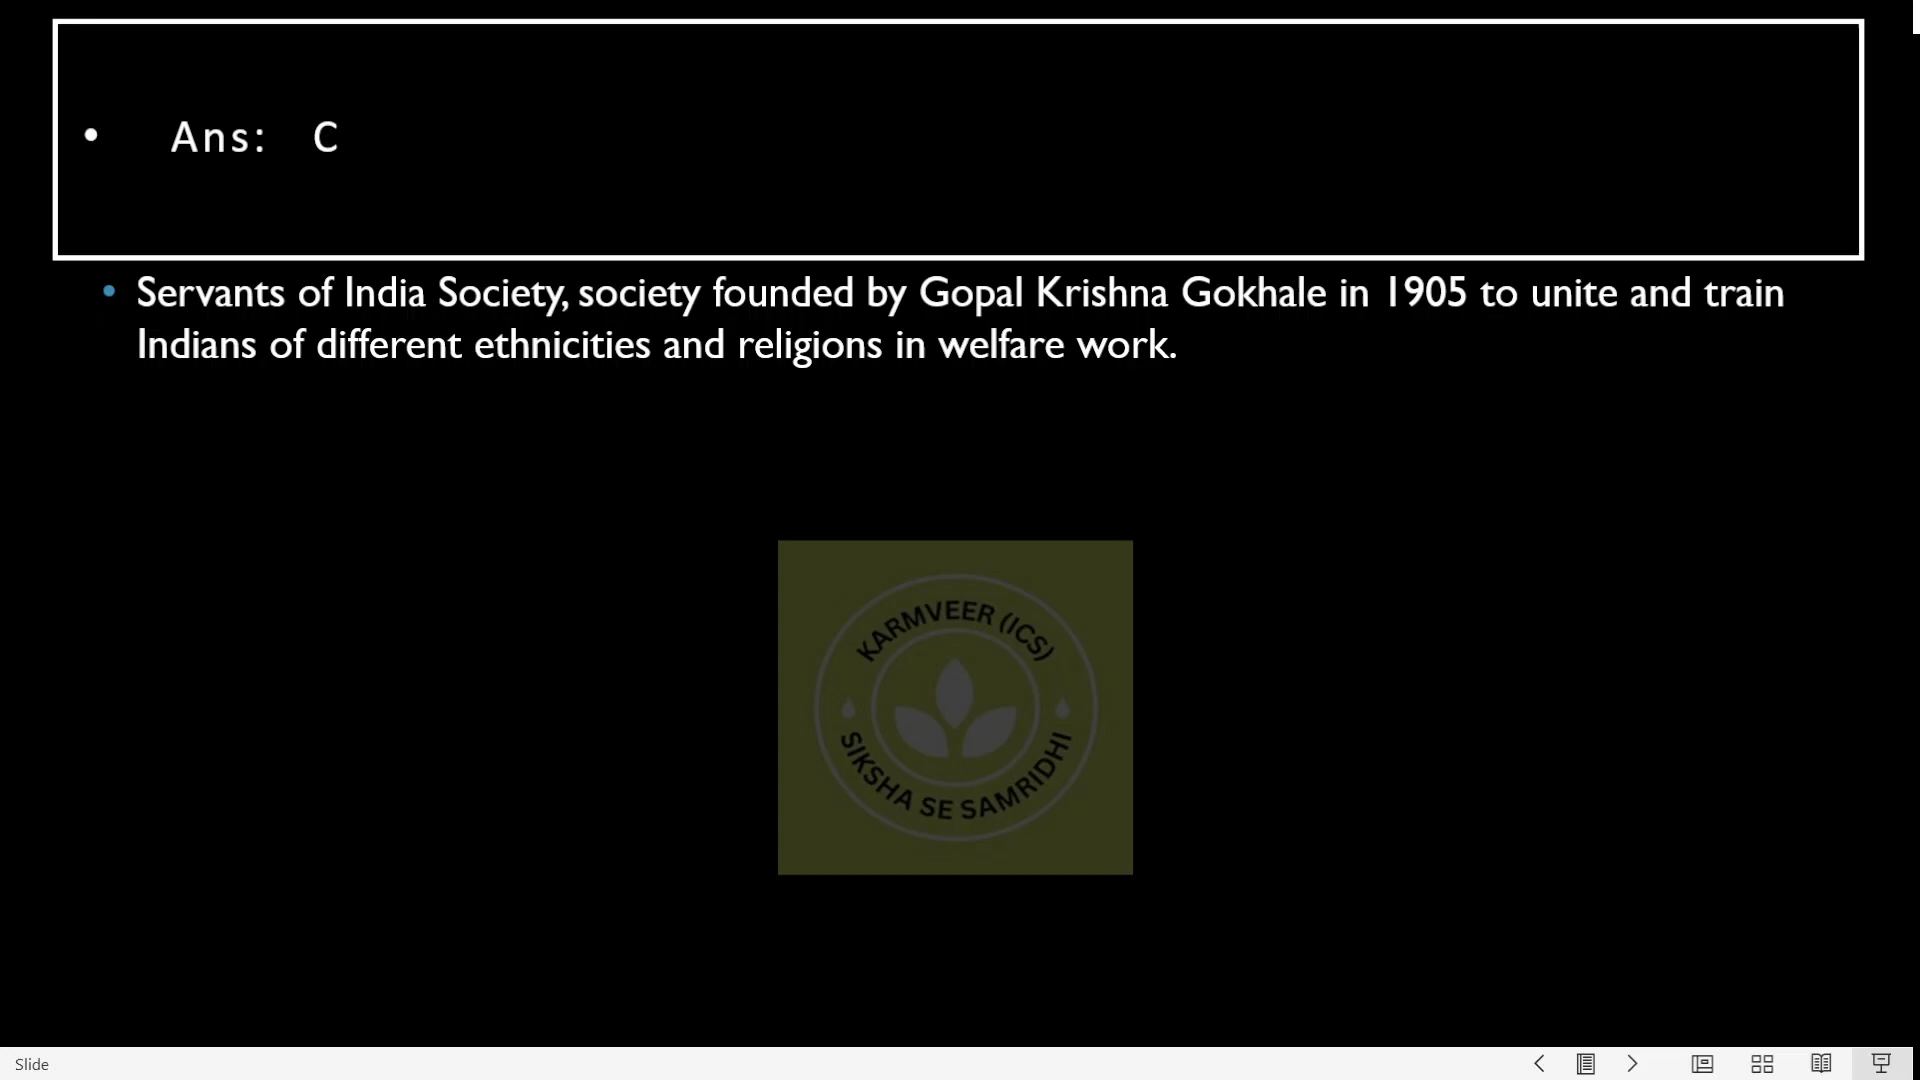 • Ans: C
• Servants of India Society, society founded by Gopal Krishna Gokhale in 1905 to unite and train
Indians of different ethnicities and religions in welfare work.
KARMVEER (ICS)
SIKSHA SE SAMRIDHI
Slide